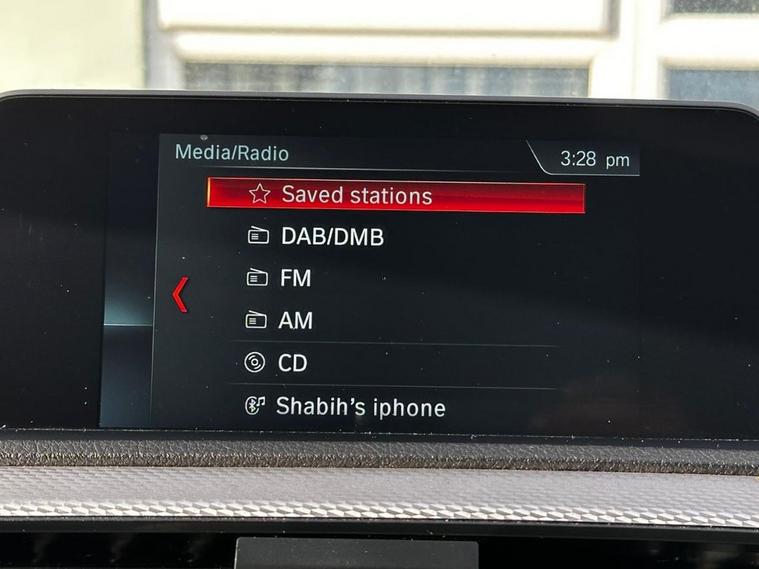 Media/Radio
3:28 pm
Saved stations
DAB/DMB
FM
AM
CD
Shabih's iphone